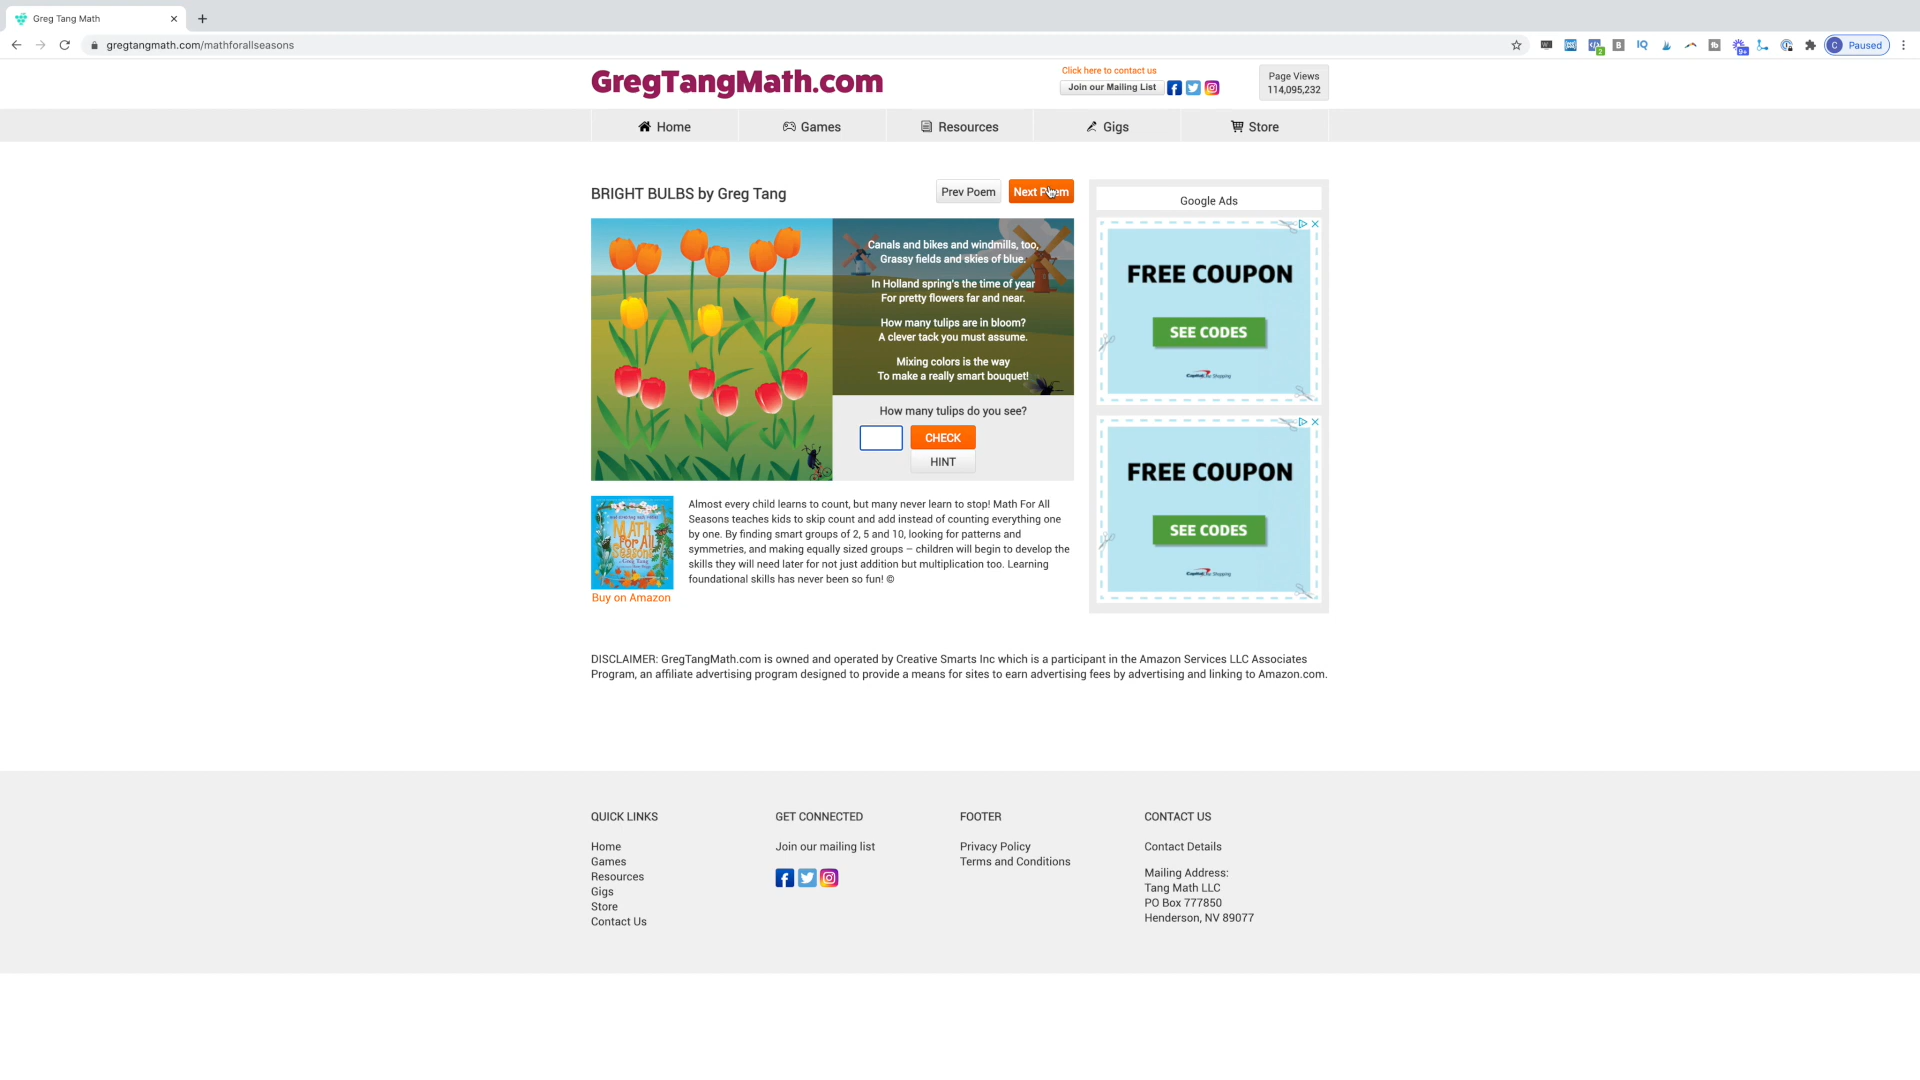 Greg Tang Math
gregtangmath.com/mathforallseasons
Paused
GregTangMath.com
Click here to contact us
Join our Mailing List
Page Views
114,095,232
Home
Games
Resources
Gigs
Store
BRIGHT BULBS by Greg Tang
Prev Poem
Next Poem
Canals and bikes and windmills, too,
Grassy fields and skies of blue.
In Holland spring's the time of year
For pretty flowers far and near.
How many tulips are in bloom?
A clever tack you must assume.
Mixing colors is the way
To make a really smart bouquet!
How many tulips do you see?
CHECK
HINT
Google Ads
FREE COUPON
SEE CODES
FREE COUPON
SEE CODES
MATH
For All
Seasons
Buy on Amazon
Almost every child learns to count, but many never learn to stop! Math For All
Seasons teaches kids to skip count and add instead of counting everything one
by one. By finding smart groups of 2, 5 and 10, looking for patterns and
symmetries, and making equally sized groups – children will begin to develop the
skills they will need later for not just addition but multiplication too. Learning
foundational skills has never been so fun! ©
DISCLAIMER: GregTangMath.com is owned and operated by Creative Smarts Inc which is a participant in the Amazon Services LLC Associates
Program, an affiliate advertising program designed to provide a means for sites to earn advertising fees by advertising and linking to Amazon.com.
QUICK LINKS
Home
Games
Resources
Gigs
Store
Contact Us
GET CONNECTED
Join our mailing list
FOOTER
Privacy Policy
Terms and Conditions
CONTACT US
Contact Details
Mailing Address:
Tang Math LLC
PO Box 777850
Henderson, NV 89077